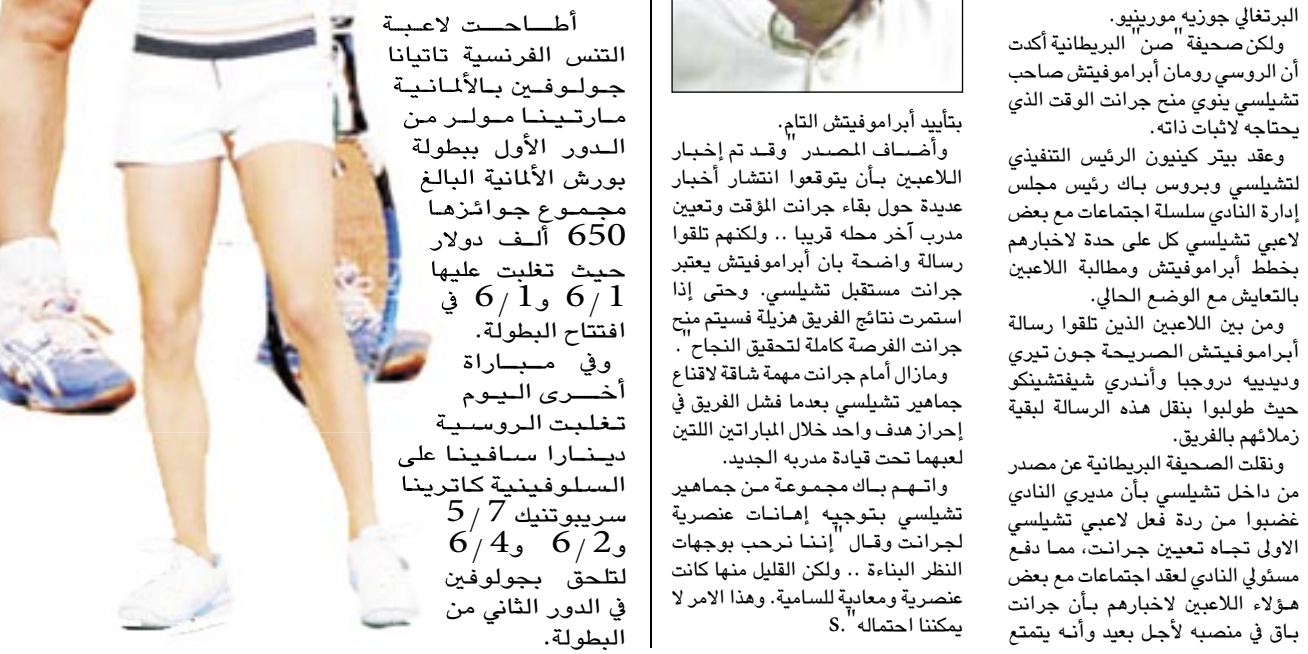 البرتغالي جوزيه مورينيو.
ولكن صحيفة "صن" البريطانية أكدت
أن الروسي رومان أبراموفيتش صاحب
تشيلسي ينوي منح جرانت الوقت الذي
يحتاجه لاثبات ذاته.
وعقد بيتر كينيون الرئيس التنفيذي
لتشيلسي وبروس باك رئيس مجلس
إدارة النادي سلسلة اجتماعات مع بعض
لاعبي تشيلسي كل على حدة لاخبارهم
بخطط أبراموفيتش ومطالبة اللاعبين
بالتعايش مع الوضع الحالي.
ومن بين اللاعبين الذين تلقوا رسالة
أبراموفيتش الصريحة جون تيري
وديدييه دروجبا وأندري شيفتشينكو
حيث طولبوا بنقل هذه الرسالة لبقية
زملائهم بالفريق.
ونقلت الصحيفة البريطانية عن مصدر
من داخل تشيلسي بأن مديري النادي
غضبوا من ردة فعل لاعبي تشيلسي
الاولى تجاه تعيين جرانت، مما دفع
مسئولي النادي لعقد اجتماعات مع بعض
هؤلاء اللاعبين لاخبارهم بأن جرانت
باق في منصبه لأجل بعيد وأنه يتمتع
بتأييد أبراموفيتش التام.
وأضاف المصدر "وقد تم إخبار
اللاعبين بأن يتوقعوا انتشار أخبار
عديدة حول بقاء جرانت المؤقت وتعيين
مدرب آخر محله قريبا .. ولكنهم تلقوا
رسالة واضحة بان أبراموفيتش يعتبر
جرانت مستقبل تشيلسي. وحتى إذا
استمرت نتائج الفريق هزيلة فسيتم منح
جرانت الفرصة كاملة لتحقيق النجاح".
ومازال أمام جرانت مهمة شاقة لاقناع
جماهير تشيلسي بعدما فشل الفريق في
إحراز هدف واحد خلال المباراتين اللتين
لعبهما تحت قيادة مدربه الجديد.
واتهم باك مجموعة من جماهير
تشيلسي بتوجيه إهانات عنصرية
لجرانت وقال "إننا نرحب بوجهات
النظر البناءة .. ولكن القليل منها كانت
عنصرية ومعادية للسامية. وهذا الامر لا
يمكننا احتماله".s
أطاحت لاعبة
التنس الفرنسية تاتيانا
جولوفين بالألمانية
مارتينا مولر من
الدور الأول ببطولة
بورش الألمانية البالغ
مجموع جوائزها
650 ألف دولار
حيث تغلبت عليها
6/1 و6/1 في
افتتاح البطولة.
وفي مباراة
أخرى اليوم
تغلبت الروسية
دينارا سافينا على
السلوفينية كاترينا
سريبوتنيك 5/7
و6/2 و6/4
لتلحق بجولوفين
في الدور الثاني من
البطولة.